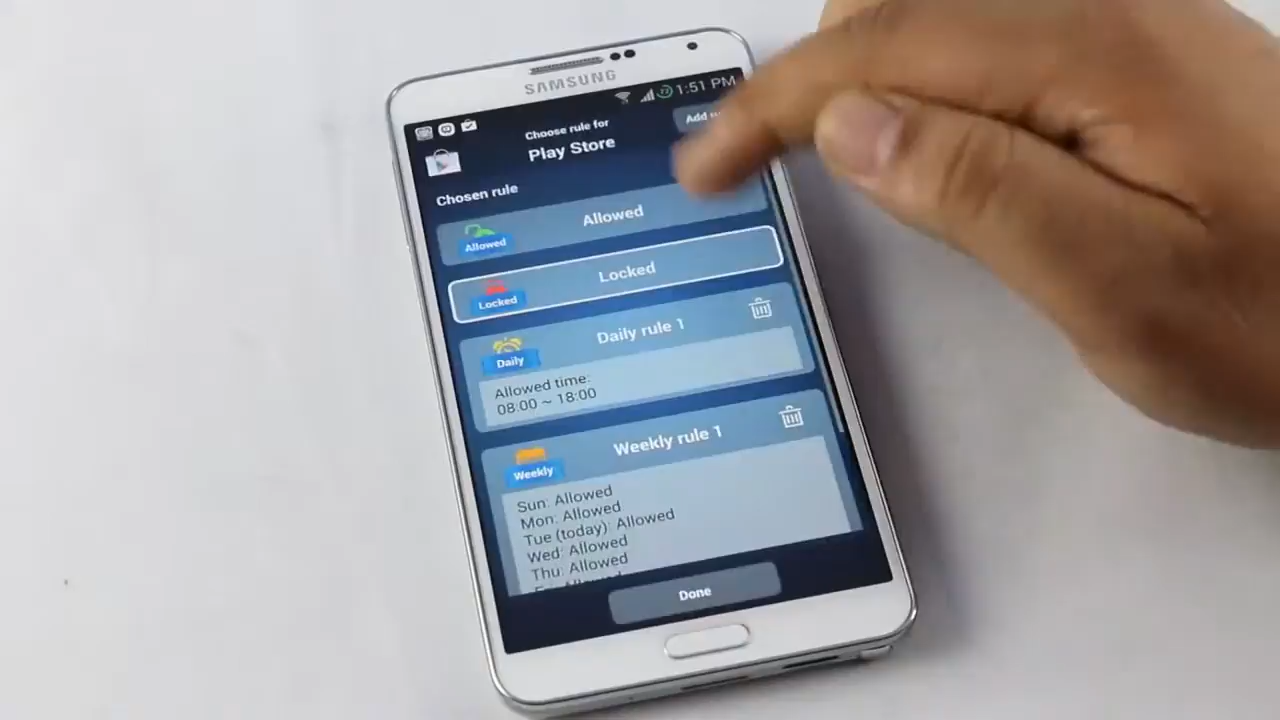 SAMSUNG
1:51 PM
Choose rule for
Play Store
Add
Chosen rule
Allowed
Allowed
Locked
Locked
Daily rule 1
Daily
Allowed time:
08:00 ~ 18:00
Weekly rule 1
Weekly
Sun: Allowed
Mon: Allowed
Tue (today): Allowed
Wed: Allowed
Thu: Allowed
Done